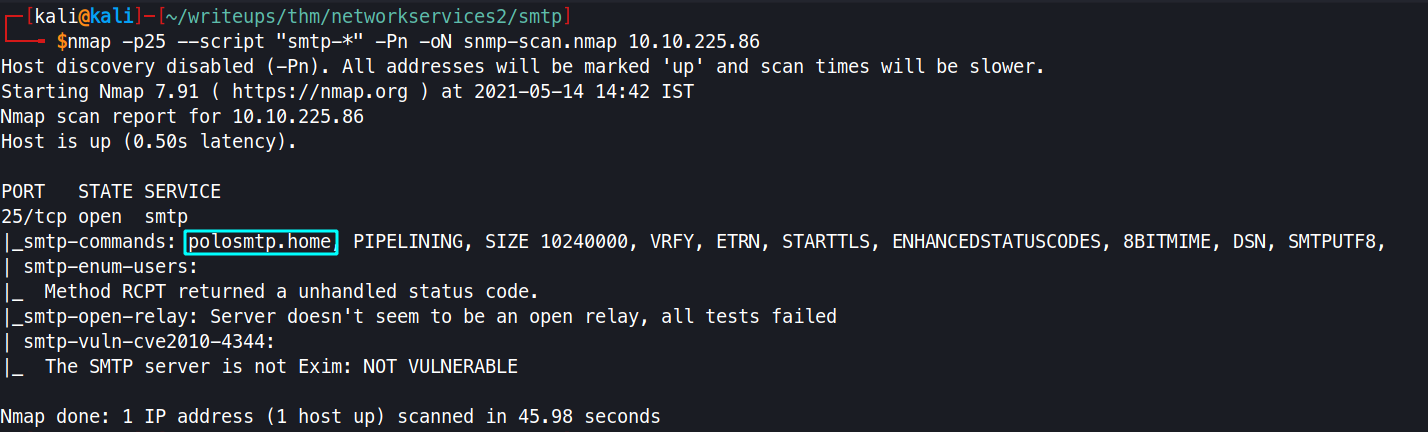 ┌─[kali@kali]─[~/writeups/thm/networkservices2/smtp]
└──╼ $nmap -p25 --script "smtp-*" -Pn -oN snmp-scan.nmap 10.10.225.86
Host discovery disabled (-Pn). All addresses will be marked 'up' and scan times will be slower.
Starting Nmap 7.91 ( https://nmap.org ) at 2021-05-14 14:42 IST
Nmap scan report for 10.10.225.86
Host is up (0.50s latency).
PORT   STATE SERVICE
25/tcp open  smtp
|_smtp-commands: polosmtp.home, PIPELINING, SIZE 10240000, VRFY, ETRN, STARTTLS, ENHANCEDSTATUSCODES, 8BITMIME, DSN, SMTPUTF8,
| smtp-enum-users:
|_  Method RCPT returned a unhandled status code.
|_smtp-open-relay: Server doesn't seem to be an open relay, all tests failed
| smtp-vuln-cve2010-4344:
|_  The SMTP server is not Exim: NOT VULNERABLE
Nmap done: 1 IP address (1 host up) scanned in 45.98 seconds